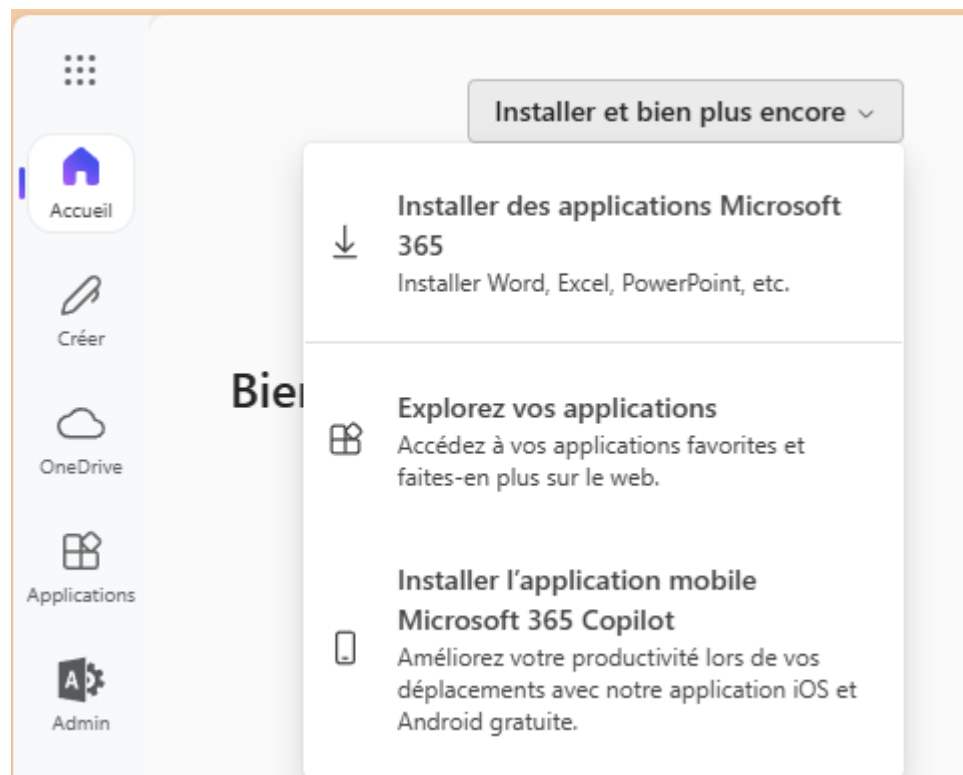 Installer et bien plus encore
Accueil
Installer des applications Microsoft
365
Installer Word, Excel, PowerPoint, etc.
Créer
Bie
Explorez vos applications
Accédez à vos applications favorites et
faites-en plus sur le web.
OneDrive
Applications
Installer l’application mobile
Microsoft 365 Copilot
Améliorez votre productivité lors de vos
déplacements avec notre application iOS et
Android gratuite.
Admin